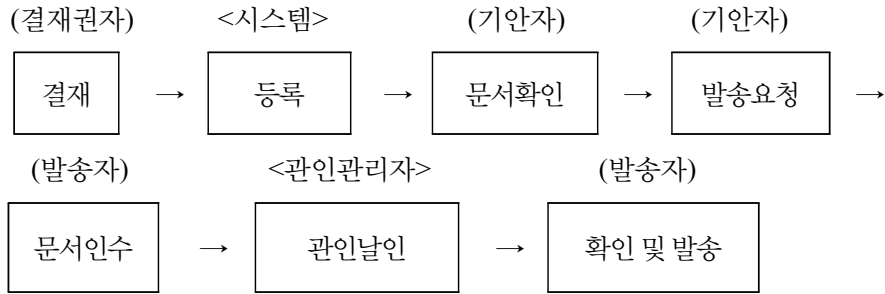 (결재권자) <시스템> (기안자) (기안자)
결재 → 등록 → 문서확인 → 발송요청 →
(발송자) <관인관리자> (발송자)
문서인수 → 관인날인 → 확인 및 발송